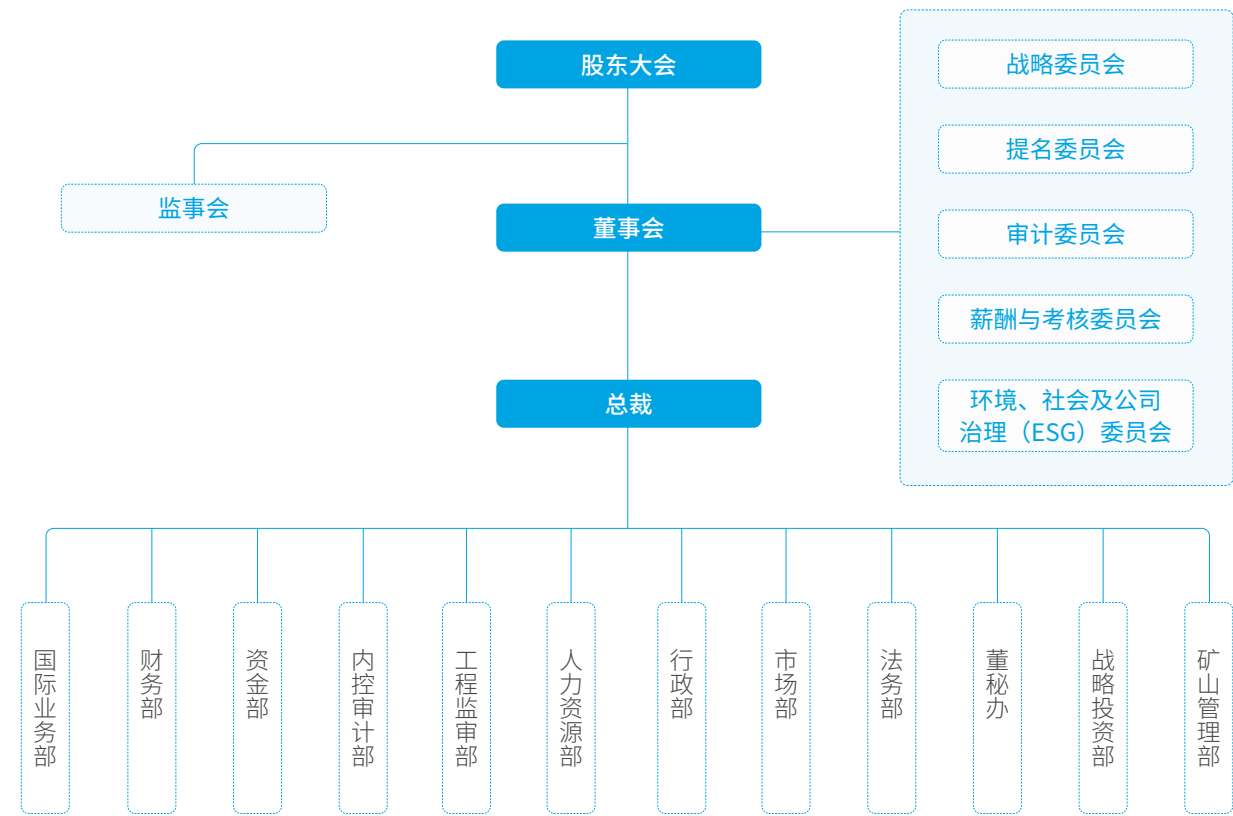 股东大会
监事会
董事会
总裁
战略委员会
提名委员会
审计委员会
薪酬与考核委员会
环境、社会及公司
治理（ESG）委员会
国际业务部
财务部
资金部
内控审计部
工程监审部
人力资源部
行政部
市场部
法务部
董秘办
战略投资部
矿山管理部